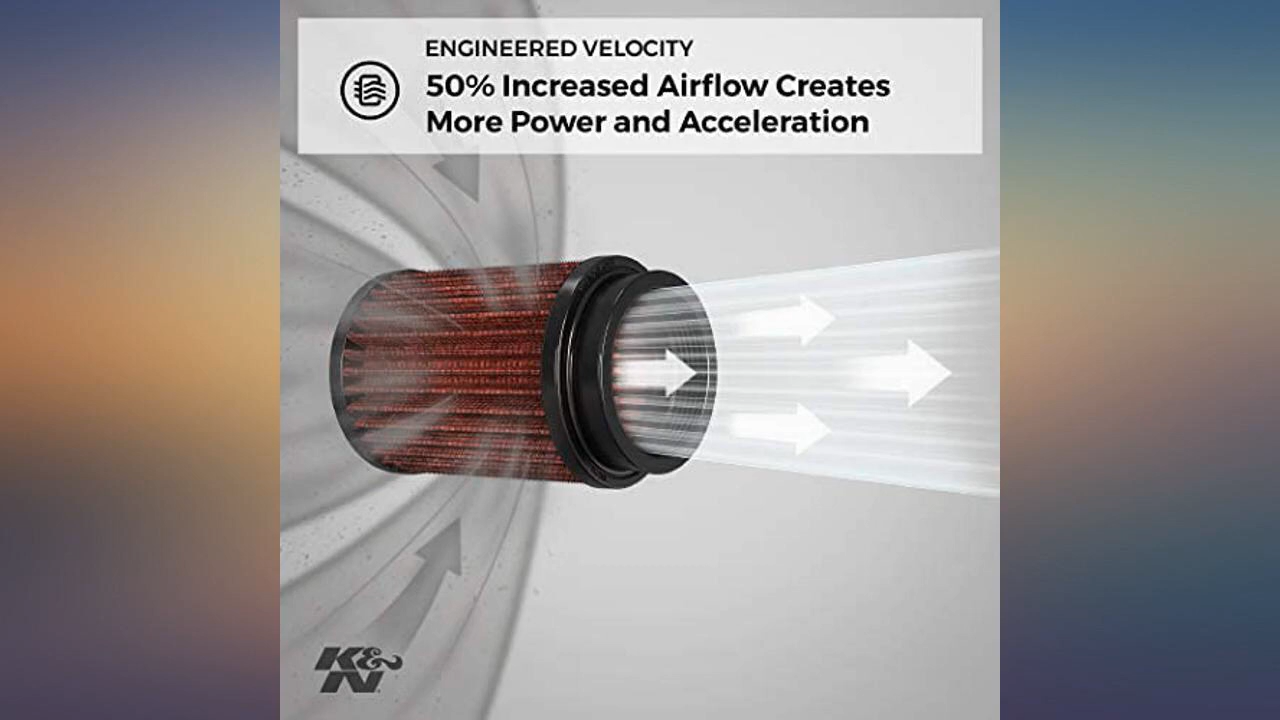 ENGINEERED VELOCITY
50% Increased Airflow Creates
More Power and Acceleration
K&N